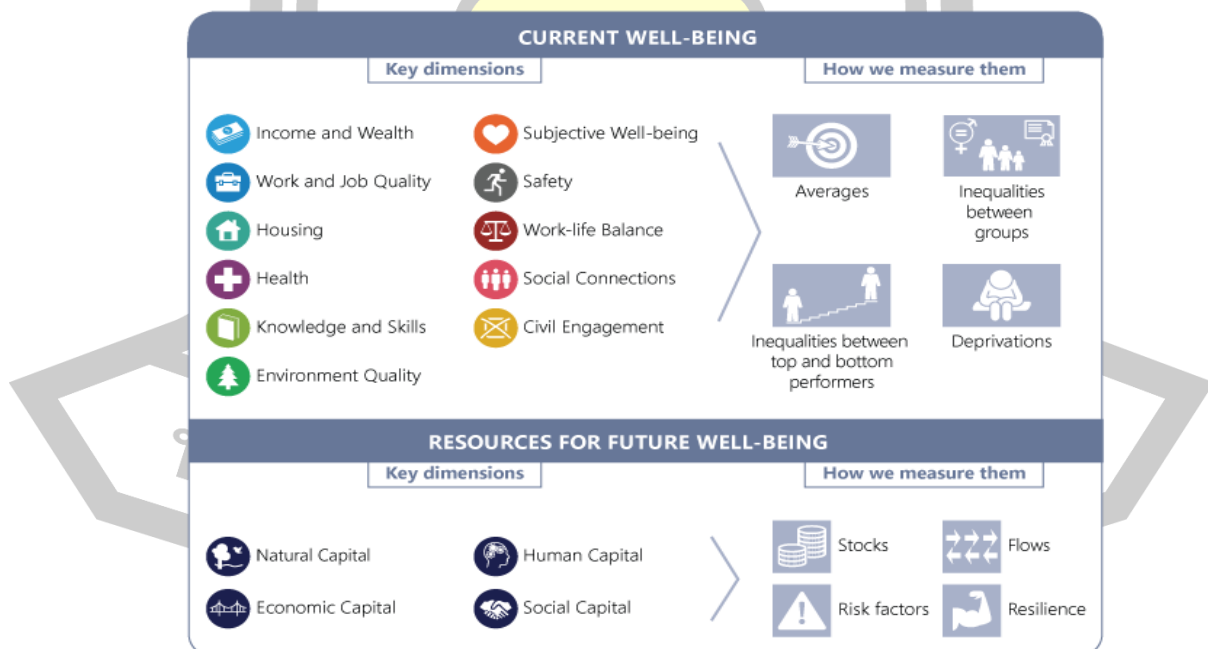 CURRENT WELL-BEING
Key dimensions
How we measure them
Income and Wealth
Work and Job Quality
Housing
Health
Knowledge and Skills
Environment Quality
Subjective Well-being
Safety
Work-life Balance
Social Connections
Civil Engagement
Averages
Inequalities
between
groups
Inequalities between
top and bottom
performers
Deprivations
RESOURCES FOR FUTURE WELL-BEING
Key dimensions
How we measure them
Natural Capital
Economic Capital
Human Capital
Social Capital
Stocks
Flows
Risk factors
Resilience